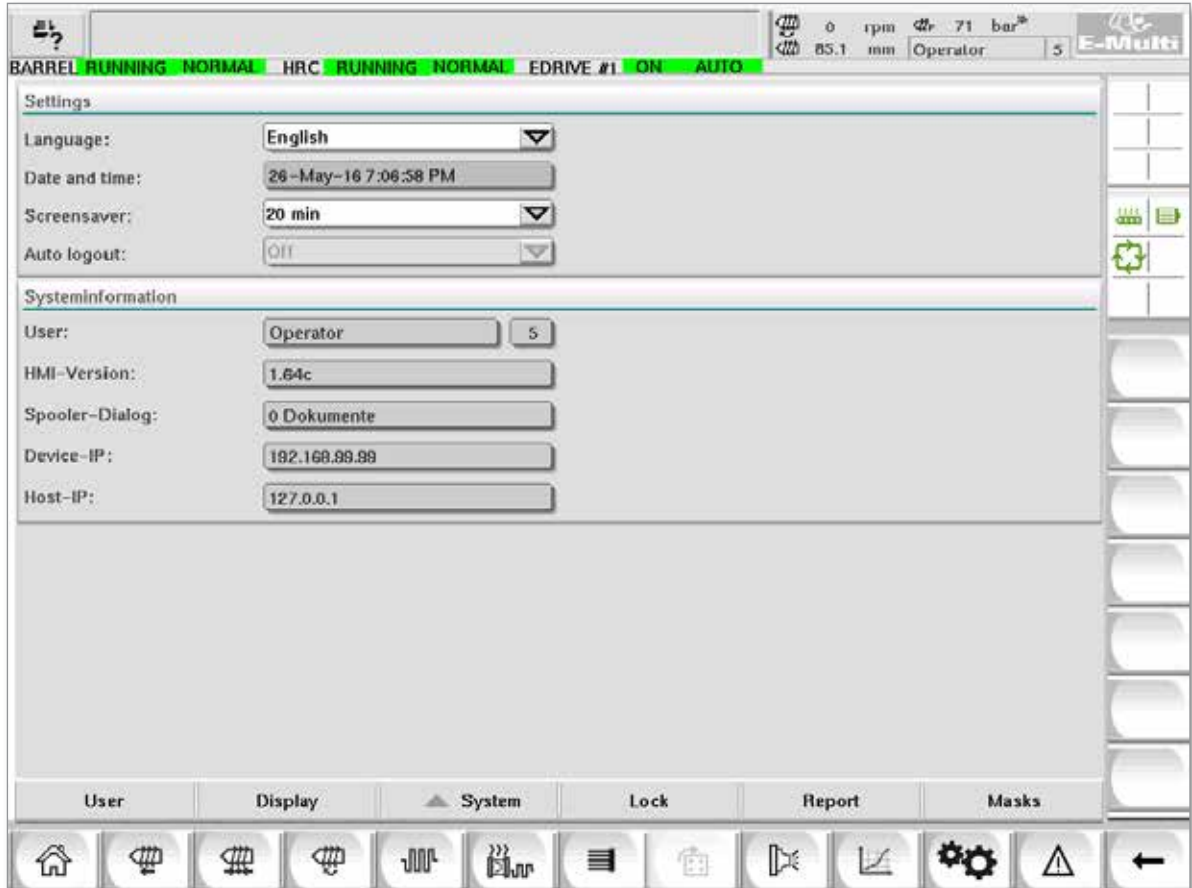 0 rpm 71 bar
85.1 mm Operator 5
E-Multi
BARREL RUNNING NORMAL HRC RUNNING NORMAL EDRIVE #1 ON AUTO
Settings
Language: English
Date and time: 26-May-16 7:06:58 PM
Screensaver: 20 min
Auto logout: Off
Systeminformation
User: Operator 5
HMI-Version: 1.64c
Spooler-Dialog: 0 Dokumente
Device-IP: 192.168.99.99
Host-IP: 127.0.0.1
User Display System Lock Report Masks